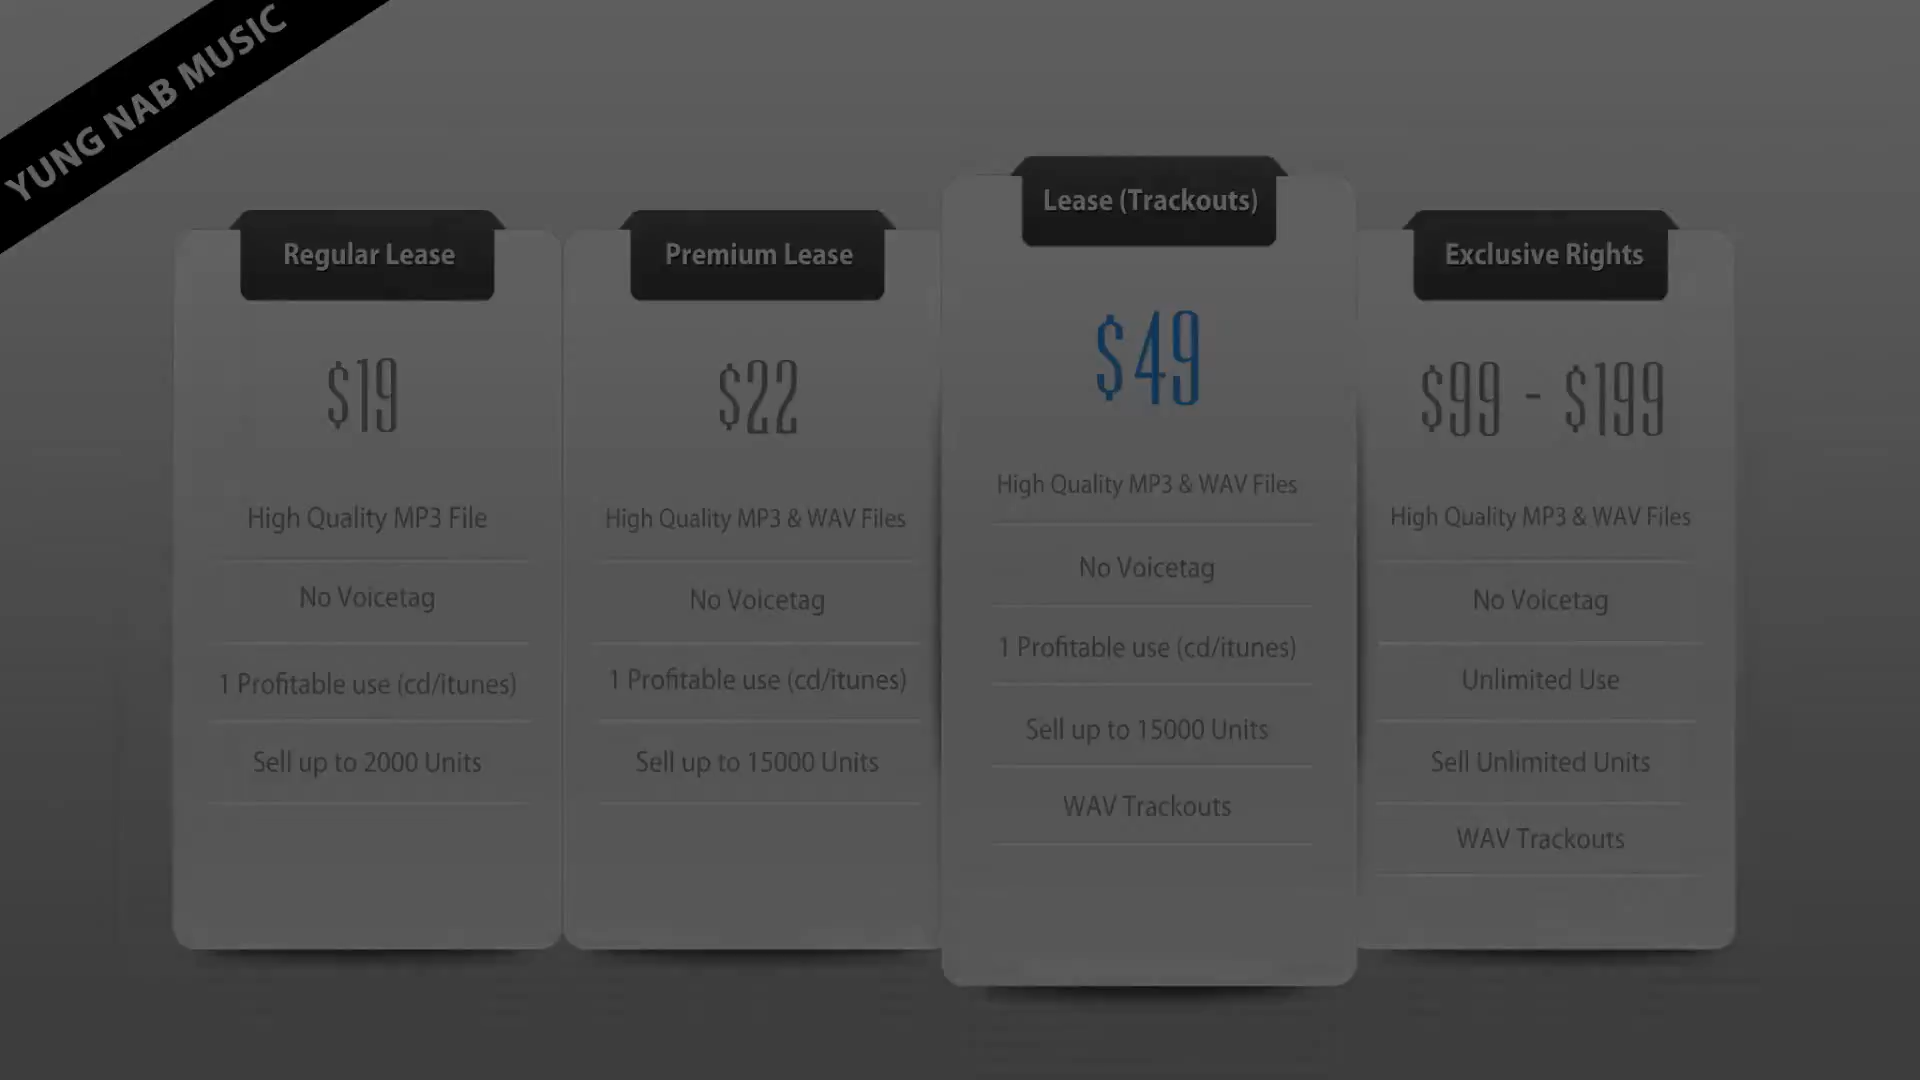 YUNG NAB MUSIC
Regular Lease
$19
High Quality MP3 File
No Voicetag
1 Profitable use (cd/itunes)
Sell up to 2000 Units
Premium Lease
$22
High Quality MP3 & WAV Files
No Voicetag
1 Profitable use (cd/itunes)
Sell up to 15000 Units
Lease (Trackouts)
$49
High Quality MP3 & WAV Files
No Voicetag
1 Profitable use (cd/itunes)
Sell up to 15000 Units
WAV Trackouts
Exclusive Rights
$99 - $199
High Quality MP3 & WAV Files
No Voicetag
Unlimited Use
Sell Unlimited Units
WAV Trackouts